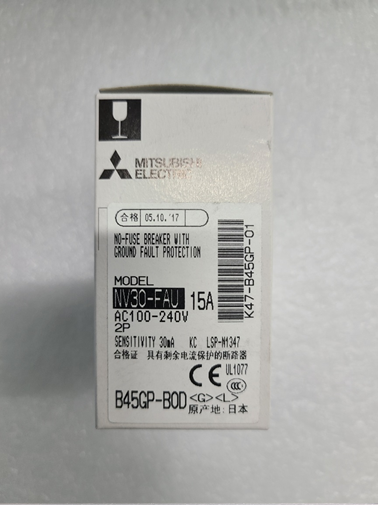 MITSUBISHI
ELECTRIC
合格 05.10.'17
NO-FUSE BREAKER WITH
GROUND FAULT PROTECTION
MODEL
NV30-FAU 15A
AC100-240V
2P
SENSITIVITY 30mA KC LSP-M1347
合格证 具有剩余电流保护的断路器
CE UL1077
CCC
B45GP-B0D <G><L>
原产地: 日本
K47-B45GP-01